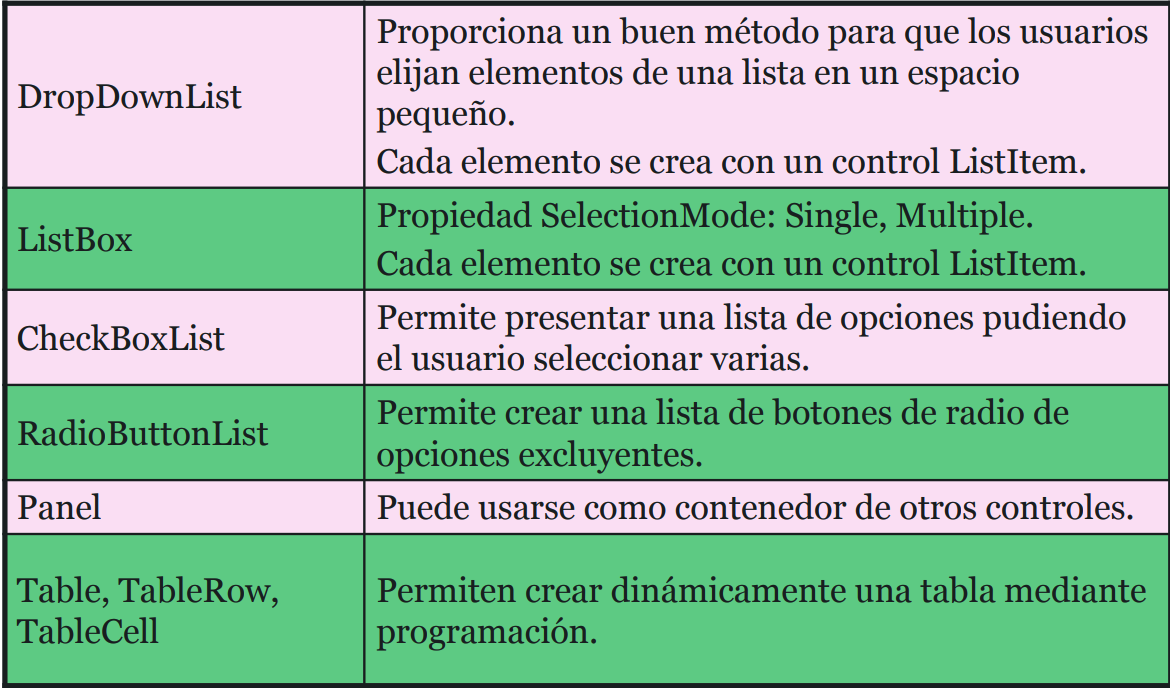 DropDownList
Proporciona un buen método para que los usuarios
elijan elementos de una lista en un espacio
pequeño.
Cada elemento se crea con un control ListItem.
ListBox
Propiedad SelectionMode: Single, Multiple.
Cada elemento se crea con un control ListItem.
CheckBoxList
Permite presentar una lista de opciones pudiendo
el usuario seleccionar varias.
RadioButtonList
Permite crear una lista de botones de radio de
opciones excluyentes.
Panel
Puede usarse como contenedor de otros controles.
Table, TableRow,
TableCell
Permiten crear dinámicamente una tabla mediante
programación.